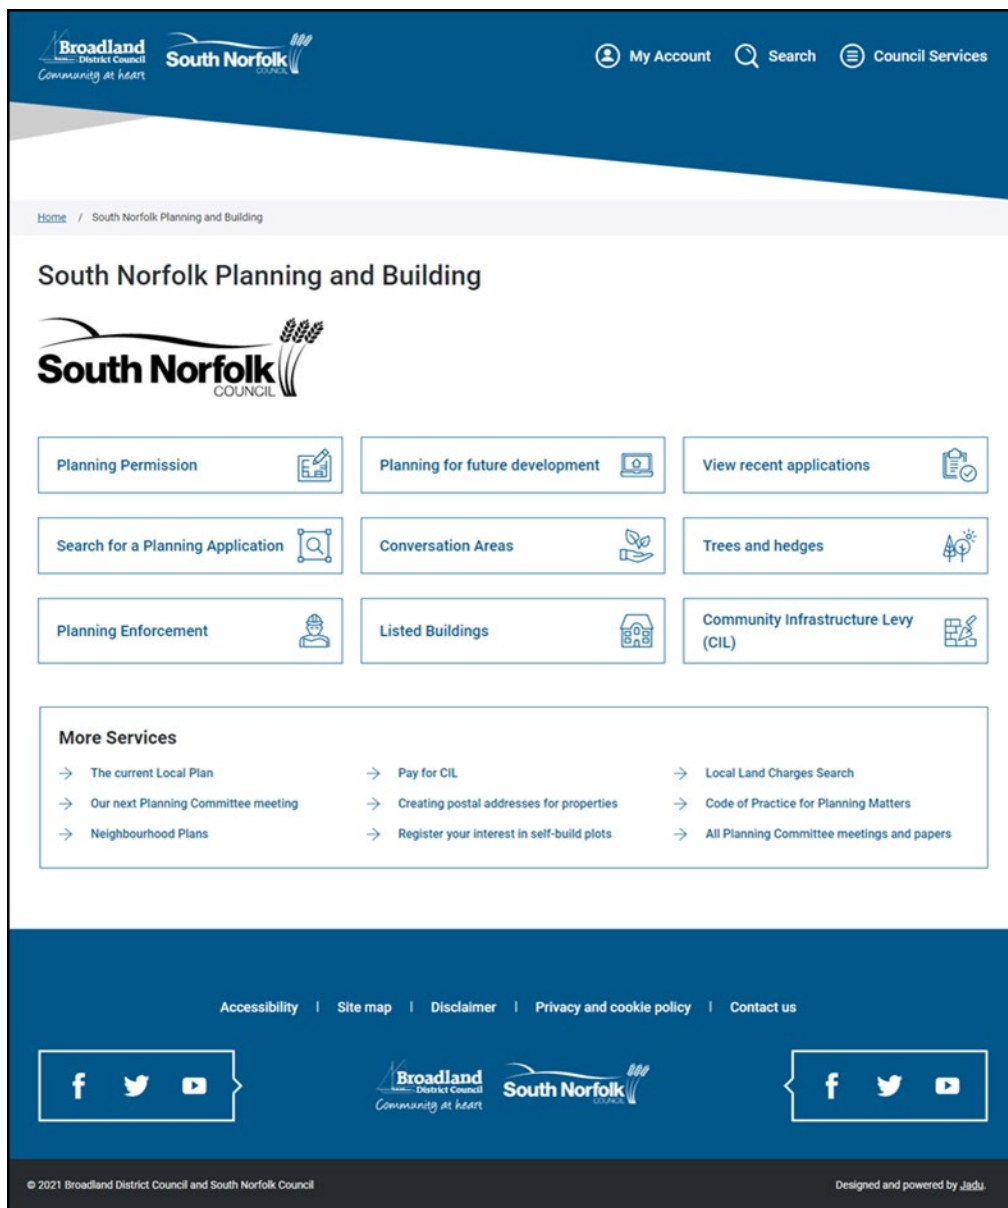 Broadland
District Council
Community at heart
South Norfolk
COUNCIL
My Account
Search
Council Services
Home / South Norfolk Planning and Building
South Norfolk Planning and Building
South Norfolk
COUNCIL
Planning Permission
Planning for future development
View recent applications
Search for a Planning Application
Conversation Areas
Trees and hedges
Planning Enforcement
Listed Buildings
Community Infrastructure Levy
(CIL)
More Services
The current Local Plan
Pay for CIL
Local Land Charges Search
Our next Planning Committee meeting
Creating postal addresses for properties
Code of Practice for Planning Matters
Neighbourhood Plans
Register your interest in self-build plots
All Planning Committee meetings and papers
Accessibility | Site map | Disclaimer | Privacy and cookie policy | Contact us
Broadland
District Council
Community at heart
South Norfolk
COUNCIL
© 2021 Broadland District Council and South Norfolk Council
Designed and powered by Jadu.